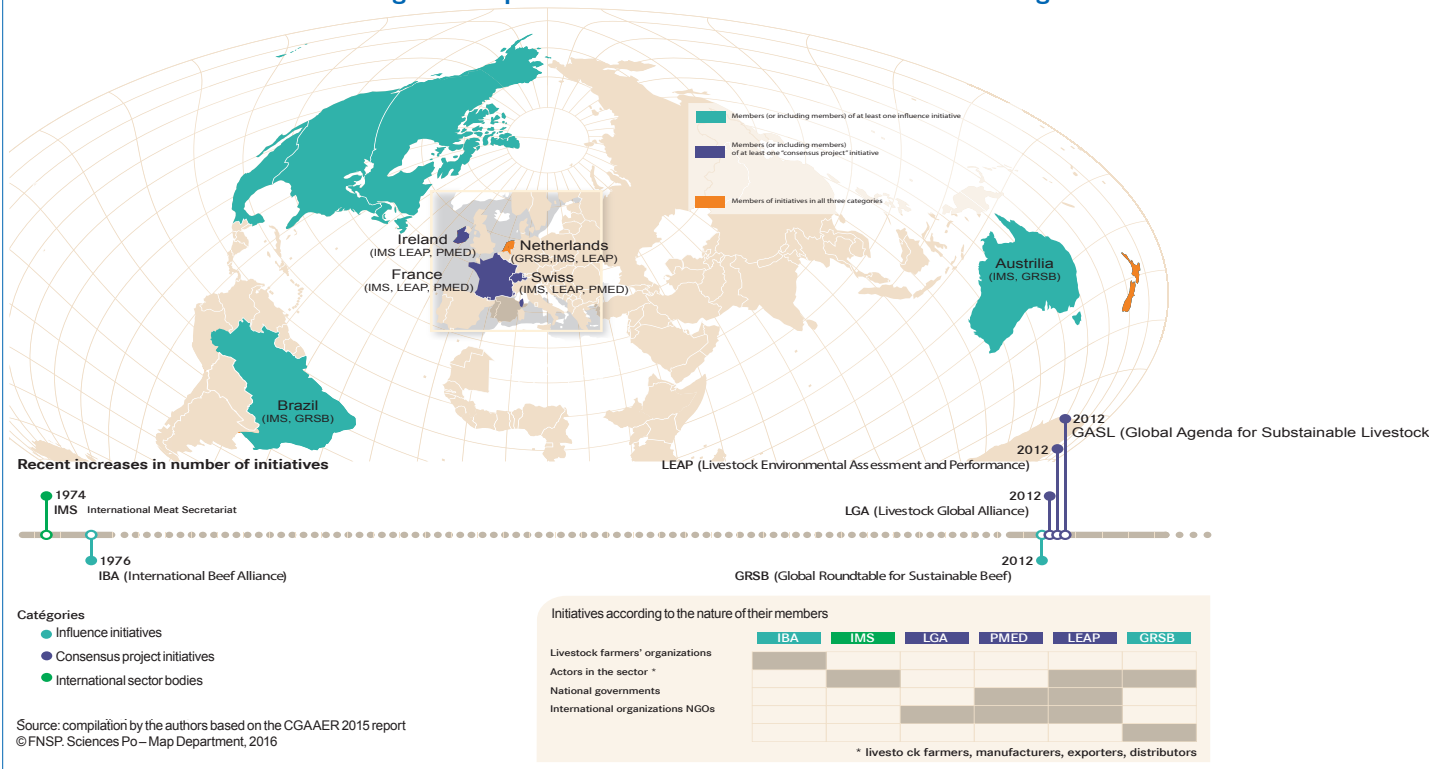 Members (or including members) of at least one influence initiative
Members (or including members)
of at least one "consensus project" initiative
Members of initiatives in all three categories
Ireland
(IMS LEAP, PMED)
Netherlands
(GRSB,IMS, LEAP)
France
(IMS, LEAP, PMED)
Swiss
(IMS, LEAP, PMED)
Austrilia
(IMS, GRSB)
Brazil
(IMS, GRSB)
Recent increases in number of initiatives
2012
GASL (Global Agenda for Substainable Livestock
2012
LEAP (Livestock Environmental Assessment and Performance)
1974
IMS International Meat Secretariat
2012
LGA (Livestock Global Alliance)
1976
IBA (International Beef Alliance)
2012
GRSB (Global Roundtable for Sustainable Beef)
Catégories
Influence initiatives
Consensus project initiatives
International sector bodies
Initiatives according to the nature of their members
IBA IMS LGA PMED LEAP GRSB
Livestock farmers' organizations
Actors in the sector *
National governments
International organizations NGOs
* livesto ck farmers, manufacturers, exporters, distributors
Source: compilation by the authors based on the CGAAER 2015 report
© FNSP. Sciences Po – Map Department, 2016